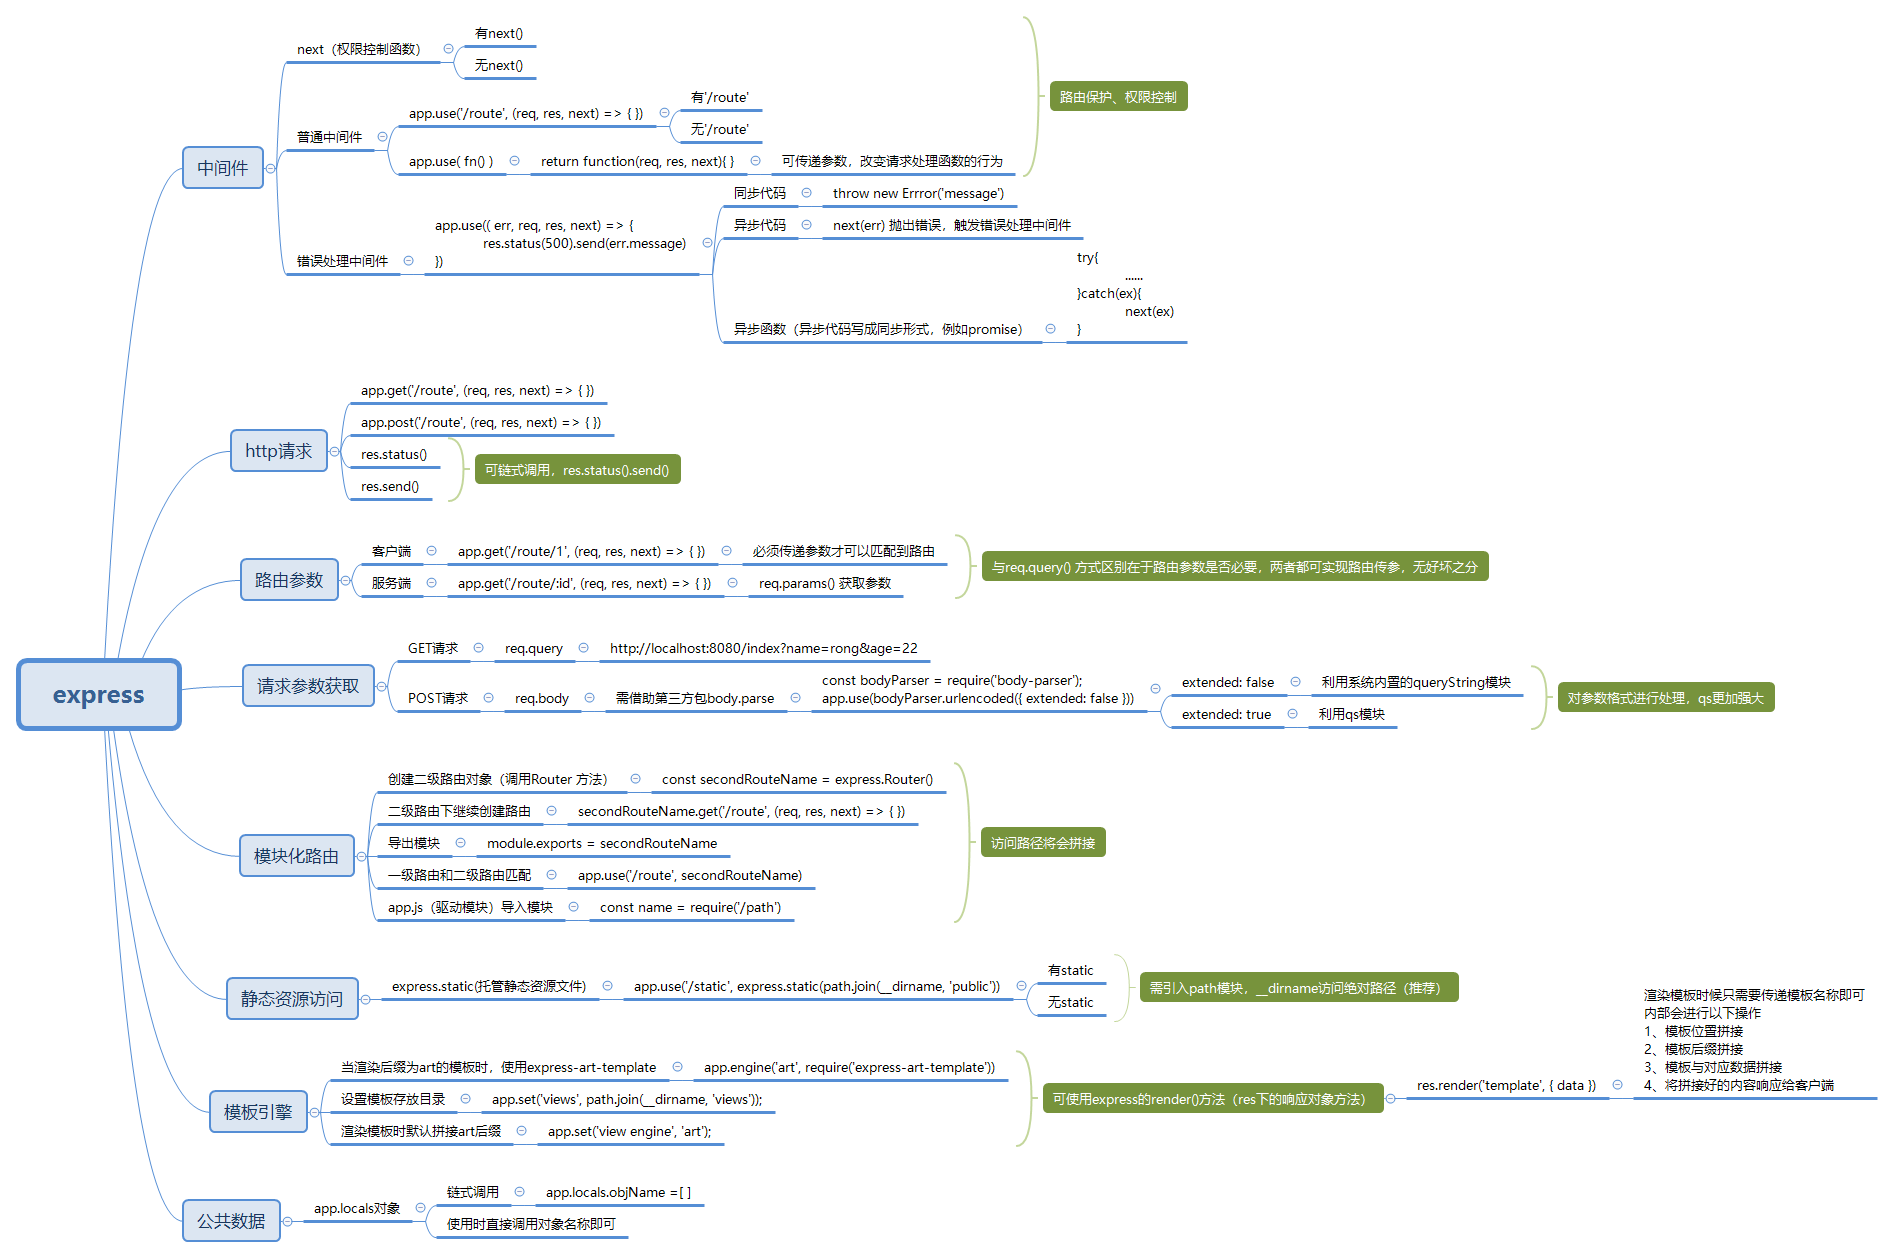 express
中间件
next（权限控制函数）
有next()
无next()
普通中间件
app.use('/route', (req, res, next) => { })
有'/route'
无'/route'
app.use( fn() )
return function(req, res, next){ }
可传递参数，改变请求处理函数的行为
路由保护、权限控制
错误处理中间件
app.use(( err, req, res, next) => {
res.status(500).send(err.message)
})
同步代码
throw new Errror('message')
异步代码
next(err) 抛出错误，触发错误处理中间件
异步函数（异步代码写成同步形式，例如promise）
try{
......
}catch(ex){
next(ex)
}
http请求
app.get('/route', (req, res, next) => { })
app.post('/route', (req, res, next) => { })
res.status()
res.send()
可链式调用，res.status().send()
路由参数
客户端
app.get('/route/1', (req, res, next) => { })
必须传递参数才可以匹配到路由
服务端
app.get('/route/:id', (req, res, next) => { })
req.params() 获取参数
与req.query() 方式区别在于路由参数是否必要，两者都可实现路由传参，无好坏之分
请求参数获取
GET请求
req.query
http://localhost:8080/index?name=rong&age=22
POST请求
req.body
需借助第三方包body.parse
const bodyParser = require('body-parser');
app.use(bodyParser.urlencoded({ extended: false }))
extended: false
利用系统内置的queryString模块
extended: true
利用qs模块
对参数格式进行处理，qs更加强大
模块化路由
创建二级路由对象（调用Router 方法）
const secondRouteName = express.Router()
二级路由下继续创建路由
secondRouteName.get('/route', (req, res, next) => { })
导出模块
module.exports = secondRouteName
一级路由和二级路由匹配
app.use('/route', secondRouteName)
app.js（驱动模块）导入模块
const name = require('/path')
访问路径将会拼接
静态资源访问
express.static(托管静态资源文件)
app.use('/static', express.static(path.join(__dirname, 'public'))
有static
无static
需引入path模块，__dirname访问绝对路径（推荐）
模板引擎
当渲染后缀为art的模板时，使用express-art-template
app.engine('art', require('express-art-template'))
设置模板存放目录
app.set('views', path.join(__dirname, 'views'));
渲染模板时默认拼接art后缀
app.set('view engine', 'art');
可使用express的render()方法（res下的响应对象方法）
res.render('template', { data })
渲染模板时候只需要传递模板名称即可
内部会进行以下操作
1、模板位置拼接
2、模板后缀拼接
3、模板与对应数据拼接
4、将拼接好的内容响应给客户端
公共数据
app.locals对象
链式调用
app.locals.objName =[ ]
使用时直接调用对象名称即可